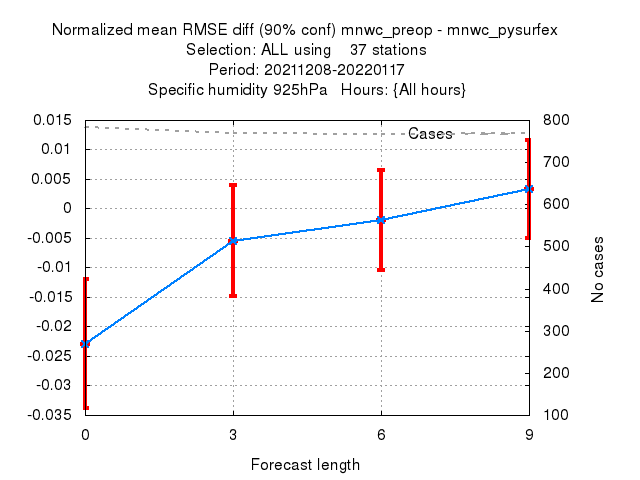 Normalized mean RMSE diff (90% conf) mnwc_preop - mnwc_pysurfex
Selection: ALL using 37 stations
Period: 20211208-20220117
Specific humidity 925hPa Hours: {All hours}
0.015 800
0.01
0.005 700
0 600
-0.005 500
-0.01
-0.015 400
-0.02 300
-0.025
-0.03 200
-0.035 100
Cases
No cases
0 3 6 9
Forecast length